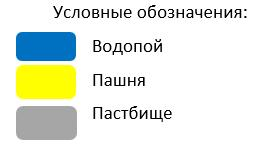 Условные обозначения:
Водопой
Пашня
Пастбище